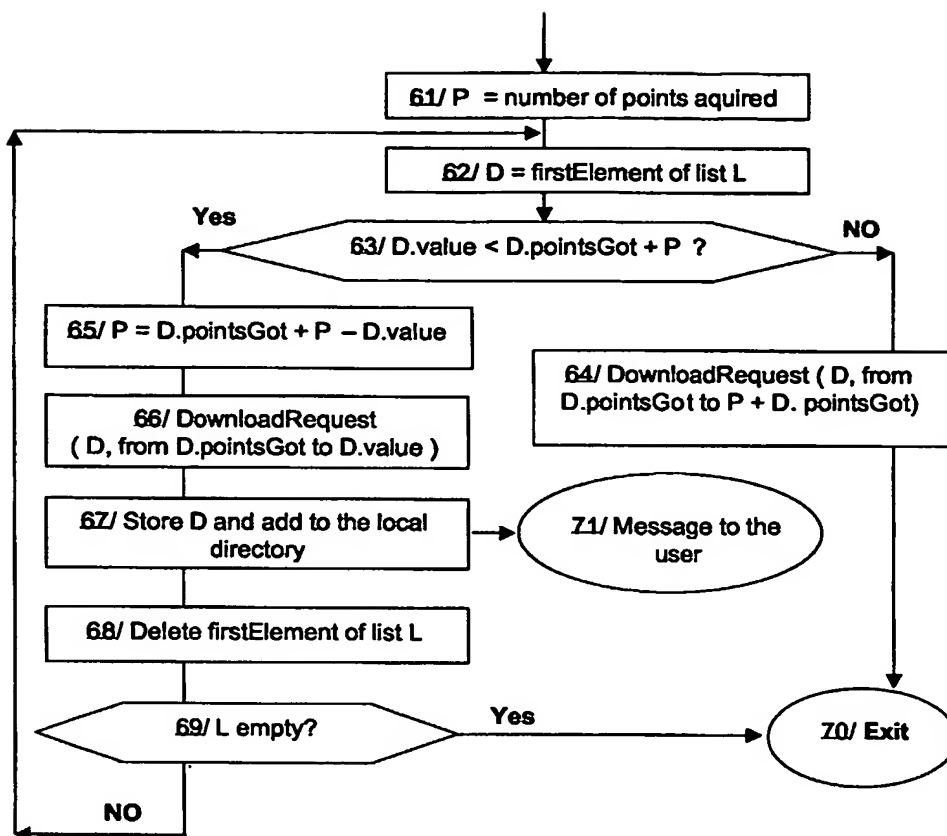 61/ P = number of points aquired
62/ D = firstElement of list L
Yes
NO
63/ D.value < D.pointsGot + P ?
65/ P = D.pointsGot + P – D.value
64/ DownloadRequest ( D, from
D.pointsGot to P + D. pointsGot)
66/ DownloadRequest
( D, from D.pointsGot to D.value )
67/ Store D and add to the local
directory
71/ Message to the
user
68/ Delete firstElement of list L
69/ L empty?
Yes
70/ Exit
NO